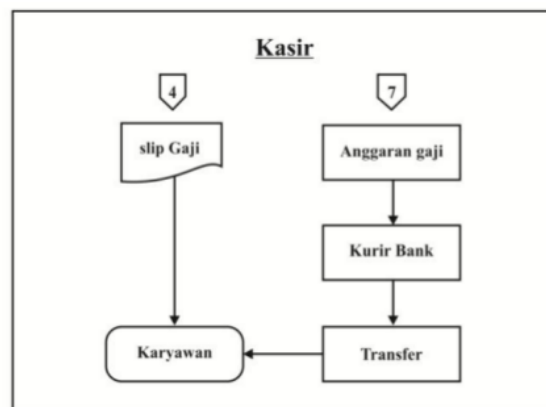 Kasir
4
7
slip Gaji
Anggaran gaji
Kurir Bank
Karyawan
Transfer